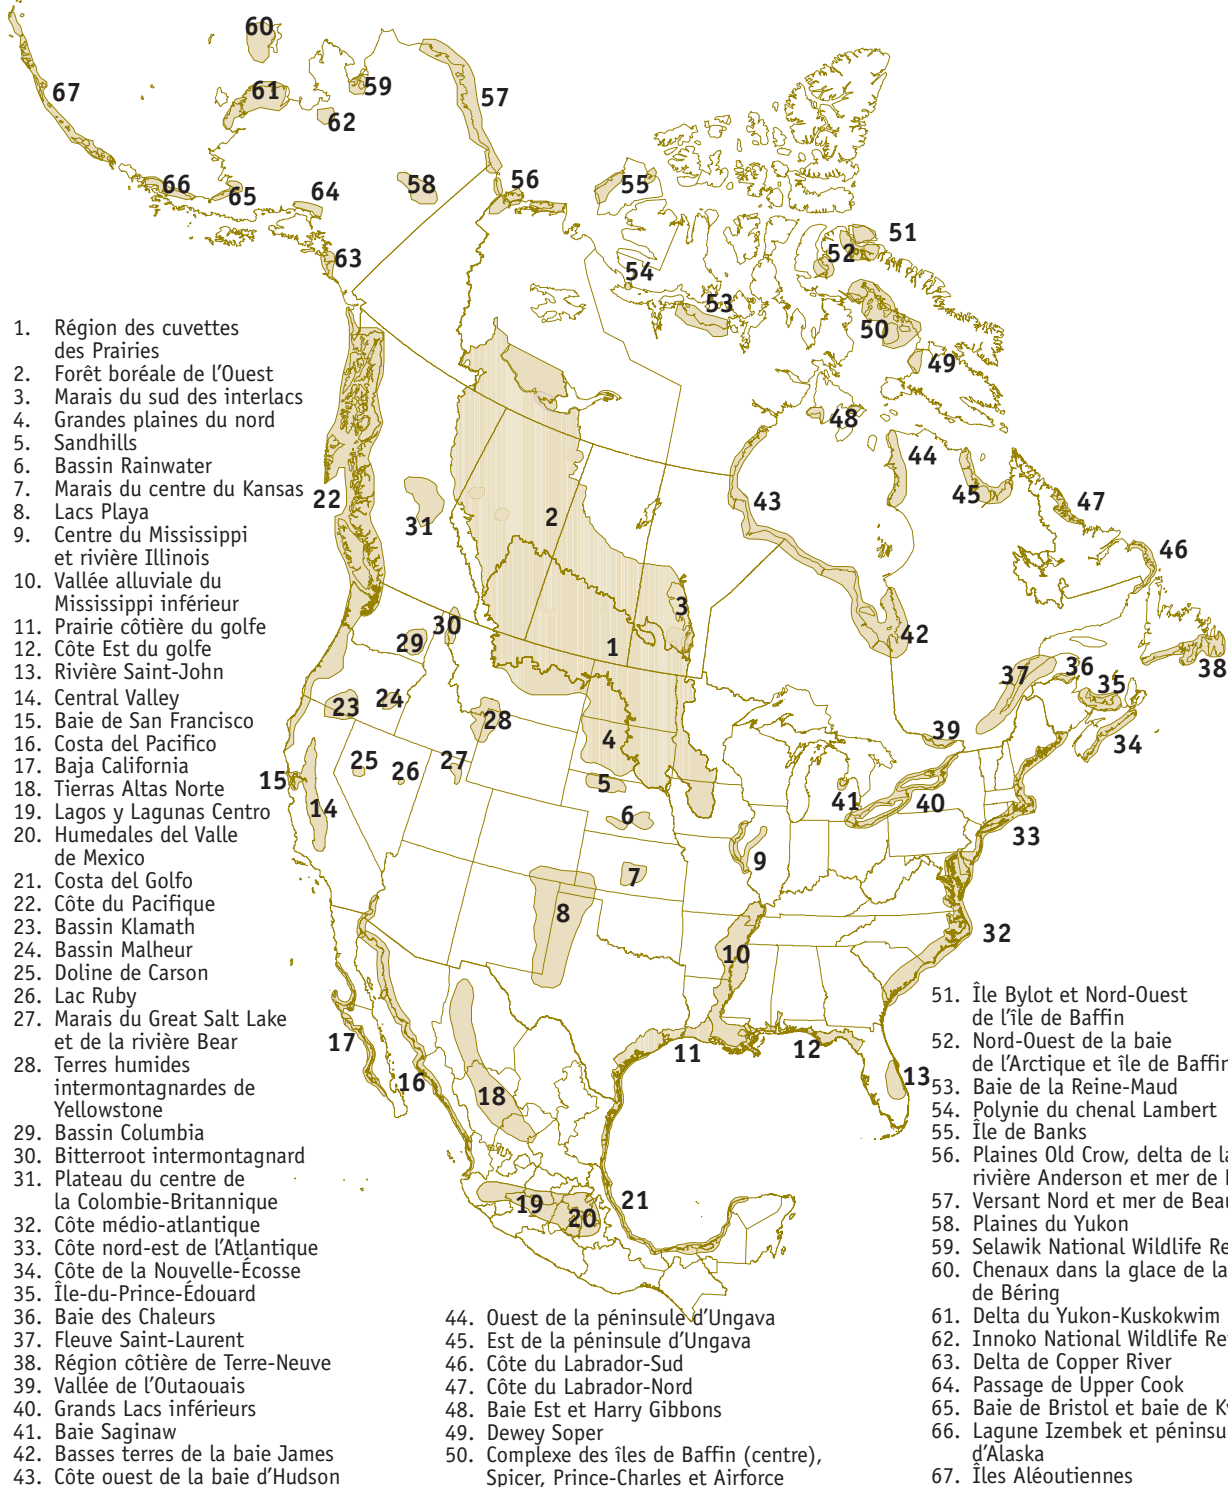 60
59
61
67
57
62
66
65
64
58
56
55
51
52
63
54
53
50
49
48
44
45
47
43
46
22
31
2
3
42
30
29
1
37
36
38
35
34
23
24
28
4
39
25
26
27
15
14
5
41
40
6
33
9
7
8
32
10
17
16
11
12
13
18
19
20
21
1. Région des cuvettes
des Prairies
2. Forêt boréale de l’Ouest
3. Marais du sud des interlacs
4. Grandes plaines du nord
5. Sandhills
6. Bassin Rainwater
7. Marais du centre du Kansas
8. Lacs Playa
9. Centre du Mississippi
et rivière Illinois
10. Vallée alluviale du
Mississippi inférieur
11. Prairie côtière du golfe
12. Côte Est du golfe
13. Rivière Saint-John
14. Central Valley
15. Baie de San Francisco
16. Costa del Pacifico
17. Baja California
18. Tierras Altas Norte
19. Lagos y Lagunas Centro
20. Humedales del Valle
de Mexico
21. Costa del Golfo
22. Côte du Pacifique
23. Bassin Klamath
24. Bassin Malheur
25. Doline de Carson
26. Lac Ruby
27. Marais du Great Salt Lake
et de la rivière Bear
28. Terres humides
intermontagnardes de
Yellowstone
29. Bassin Columbia
30. Bitterroot intermontagnard
31. Plateau du centre de
la Colombie-Britannique
32. Côte médio-atlantique
33. Côte nord-est de l’Atlantique
34. Côte de la Nouvelle-Écosse
35. Île-du-Prince-Édouard
36. Baie des Chaleurs
37. Fleuve Saint-Laurent
38. Région côtière de Terre-Neuve
39. Vallée de l’Outaouais
40. Grands Lacs inférieurs
41. Baie Saginaw
42. Basses terres de la baie James
43. Côte ouest de la baie d’Hudson
44. Ouest de la péninsule d’Ungava
45. Est de la péninsule d’Ungava
46. Côte du Labrador-Sud
47. Côte du Labrador-Nord
48. Baie Est et Harry Gibbons
49. Dewey Soper
50. Complexe des îles de Baffin (centre),
Spicer, Prince-Charles et Airforce
51. Île Bylot et Nord-Ouest
de l’île de Baffin
52. Nord-Ouest de la baie
de l’Arctique et île de Baffin
53. Baie de la Reine-Maud
54. Polynie du chenal Lambert
55. Île de Banks
56. Plaines Old Crow, delta de la
rivière Anderson et mer de
57. Versant Nord et mer de Beau
58. Plaines du Yukon
59. Selawik National Wildlife Re
60. Chenaux dans la glace de la
de Béring
61. Delta du Yukon-Kuskokwim
62. Innoko National Wildlife Re
63. Delta de Copper River
64. Passage de Upper Cook
65. Baie de Bristol et baie de
66. Lagune Izembek et péninsu
d’Alaska
67. Îles Aléoutiennes